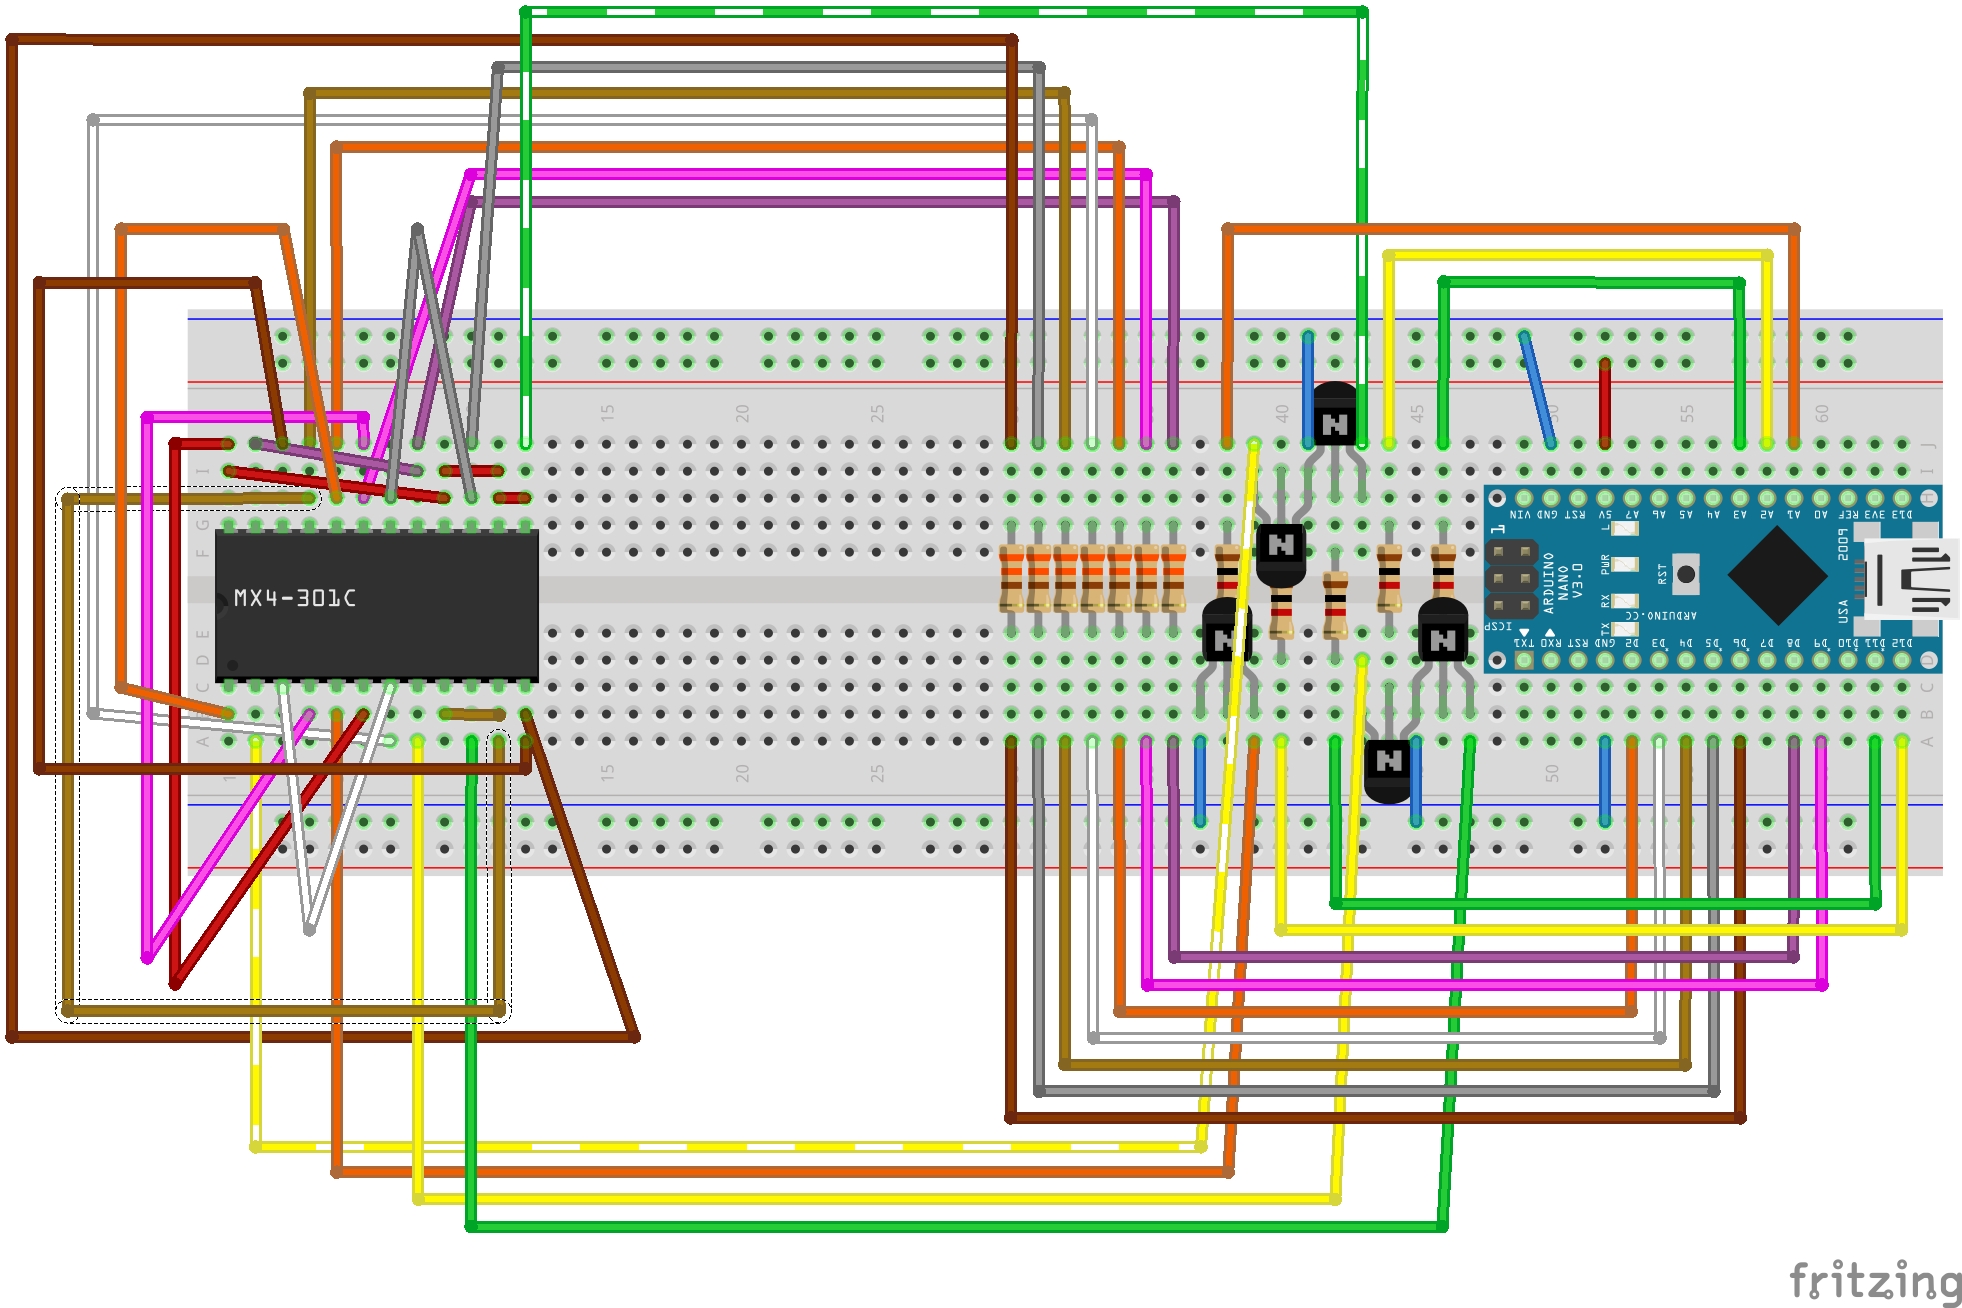 15 20 25 40 45 50 55 60
J
I
G
F
MX4-301C
E
D
C
A
N
N
N
N
N
VIN GND RST 5V A7 A6 A5 A4 A3 A2 A1 A0 REF 3V3 D13
L
PWR
RX
TX
RST
ARDUINO
NANO
V3.0
ARDUINO.CC
USA
ICSP
1
TX1 RX0 RST GND D2 D3 D4 D5 D6 D7 D8 D9 D10 D11 D12
C
B
A
15 20 25 50
fritzing